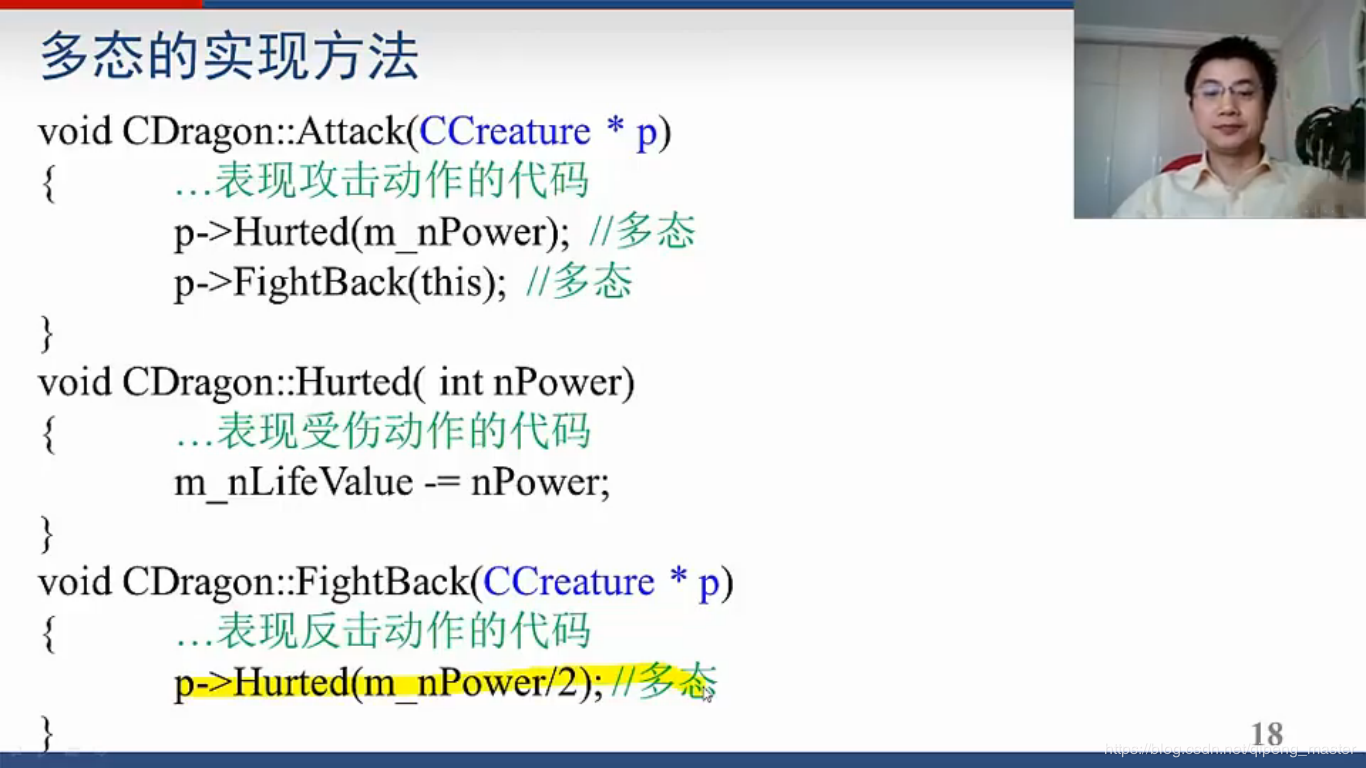 多态的实现方法
void CDragon::Attack(CCreature * p)
{ …表现攻击动作的代码
p->Hurted(m_nPower); //多态
p->FightBack(this); //多态
}
void CDragon::Hurted( int nPower)
{ …表现受伤动作的代码
m_nLifeValue -= nPower;
}
void CDragon::FightBack(CCreature * p)
{ …表现反击动作的代码
p->Hurted(m_nPower/2); //多态
}
18
https://blog.csdn.net/qipeng_master